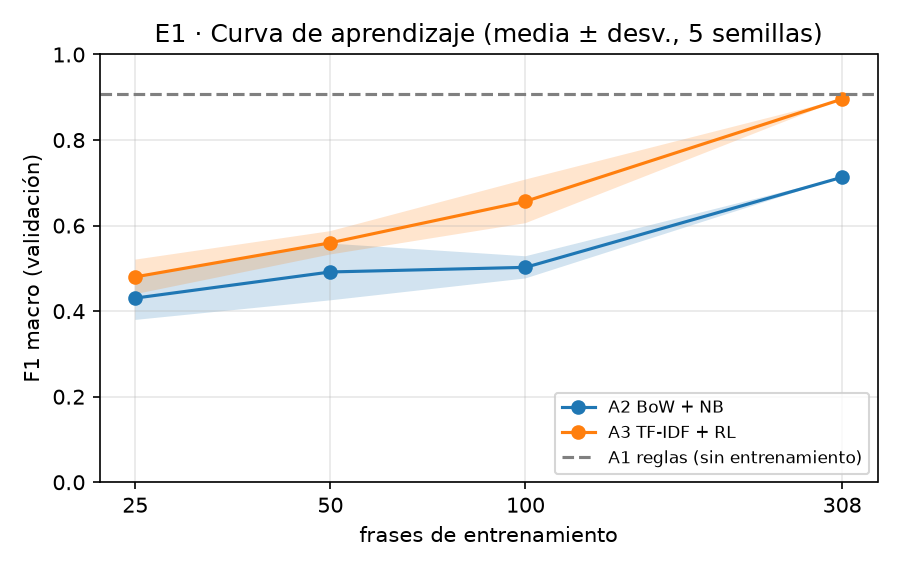 E1 · Curva de aprendizaje (media ± desv., 5 semillas)
1.0
0.8
0.6
0.4
0.2
0.0
F1 macro (validación)
A2 BoW + NB
A3 TF-IDF + RL
A1 reglas (sin entrenamiento)
25 50 100 308
frases de entrenamiento